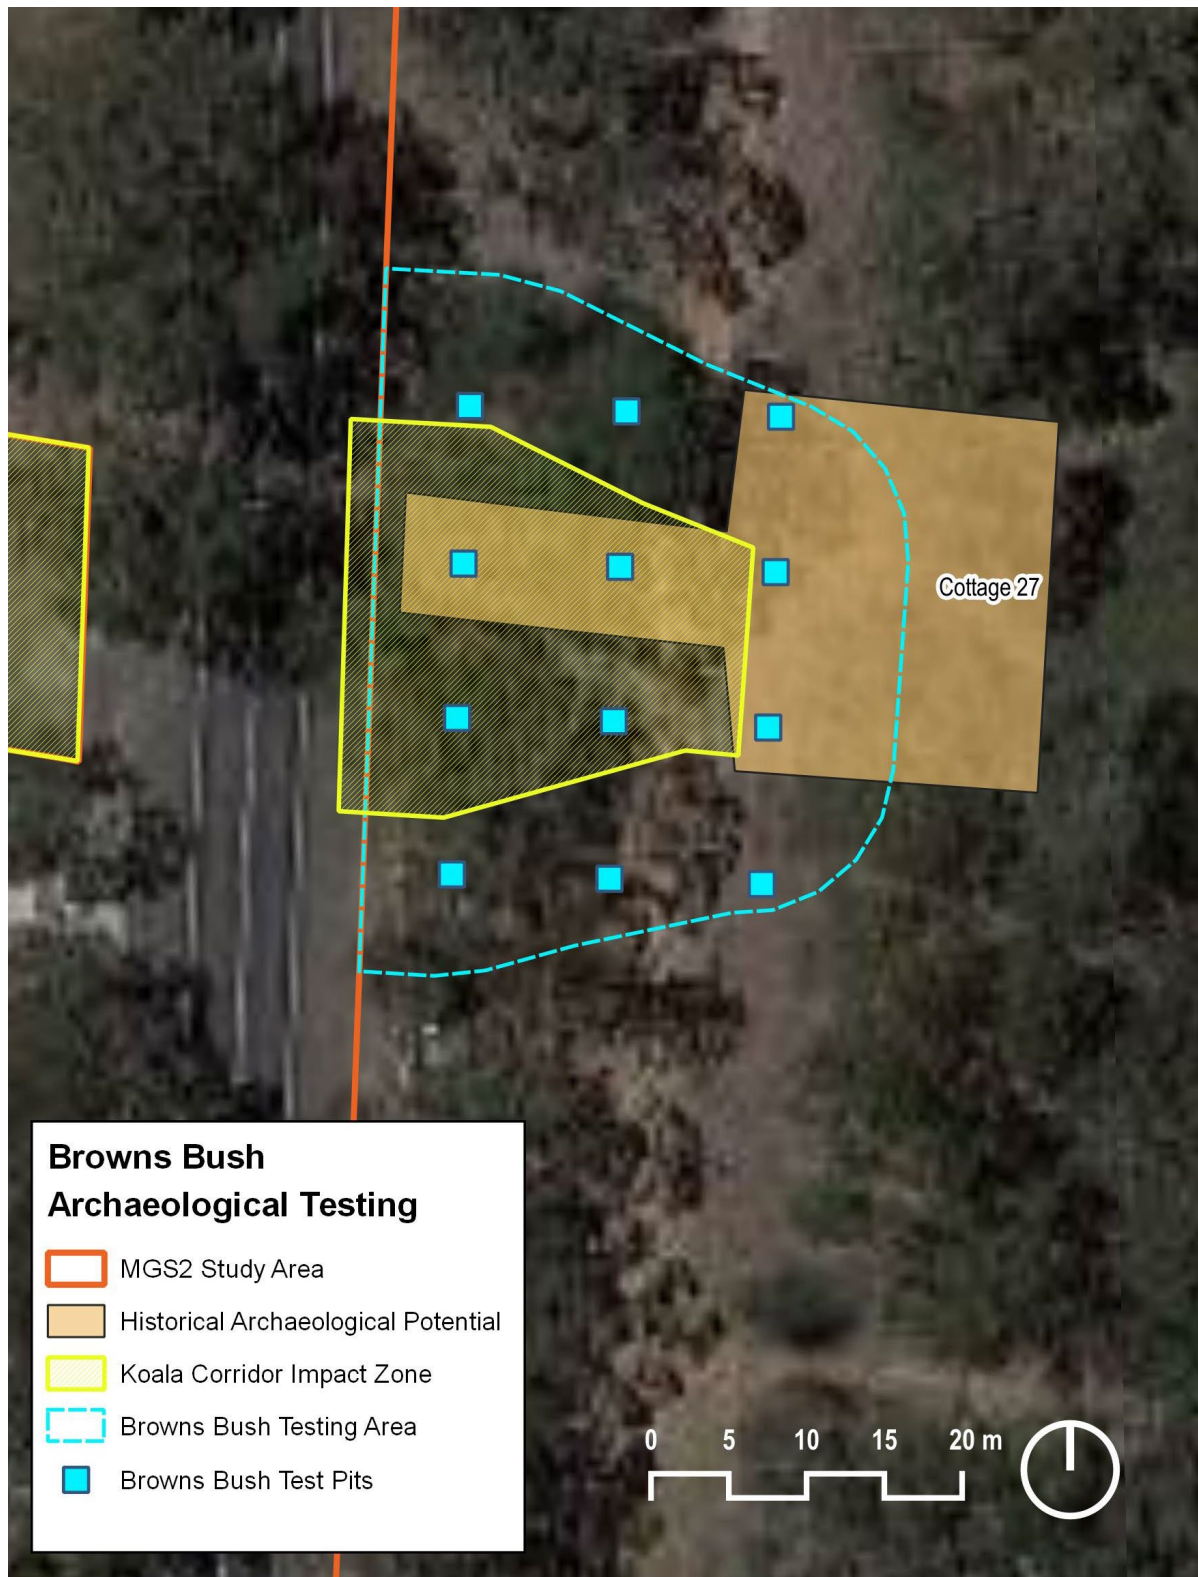 Cottage 27
Browns Bush
Archaeological Testing
MGS2 Study Area
Historical Archaeological Potential
Koala Corridor Impact Zone
Browns Bush Testing Area
Browns Bush Test Pits
0 5 10 15 20 m